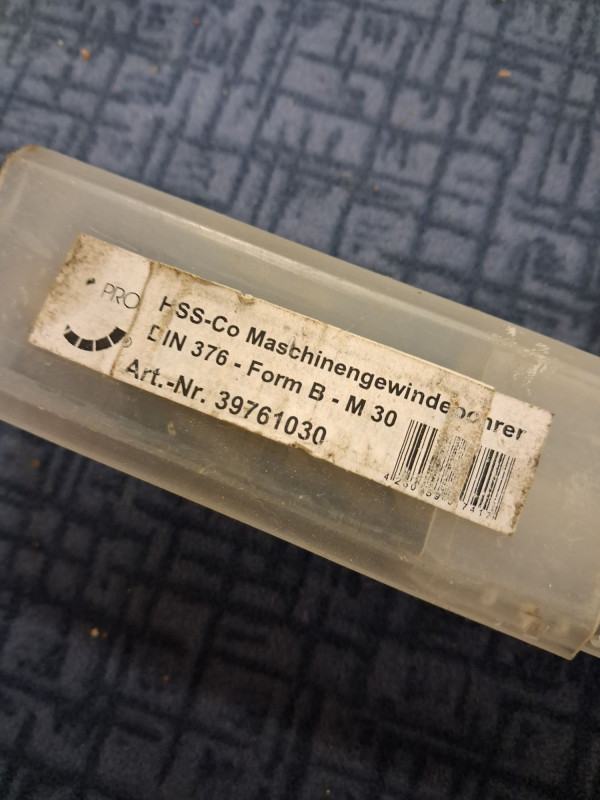 PRO
HSS-Co Maschinengewindebohrer
DIN 376 - Form B - M 30
Art.-Nr. 39761030